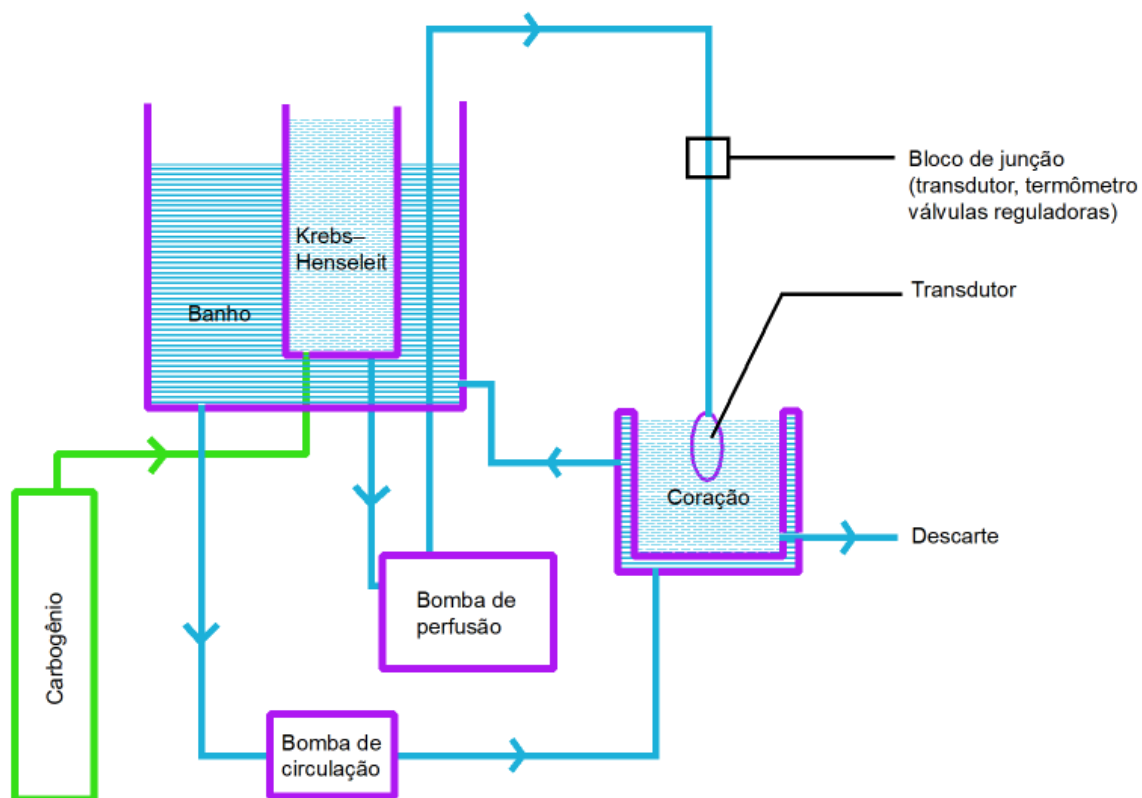 Bloco de junção
(transdutor, termômetro
válvulas reguladoras)
Krebs–
Henseleit
Transdutor
Banho
Coração
Descarte
Bomba de
perfusão
Carbogênio
Bomba de
circulação